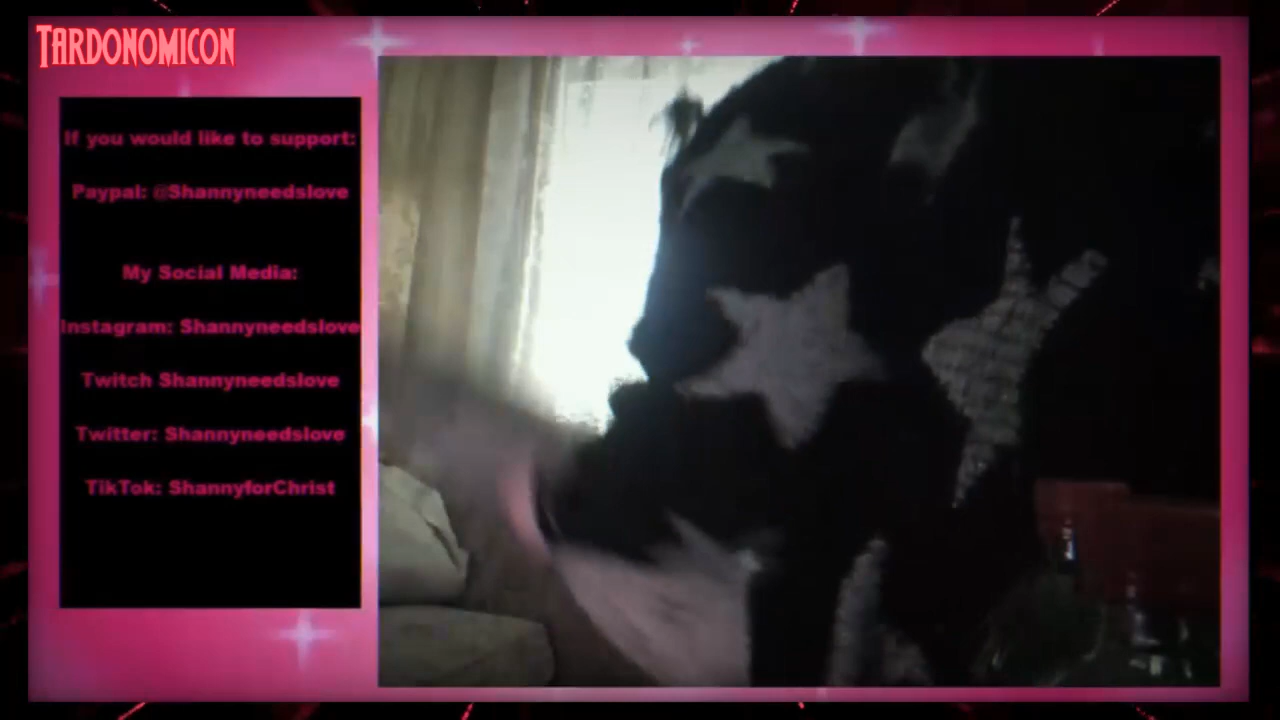 TARDONOMICON
If you would like to support:
Paypal: @Shannyneedslove
My Social Media:
Instagram: Shannyneedslove
Twitch Shannyneedslove
Twitter: Shannyneedslove
TikTok: ShannyforChrist